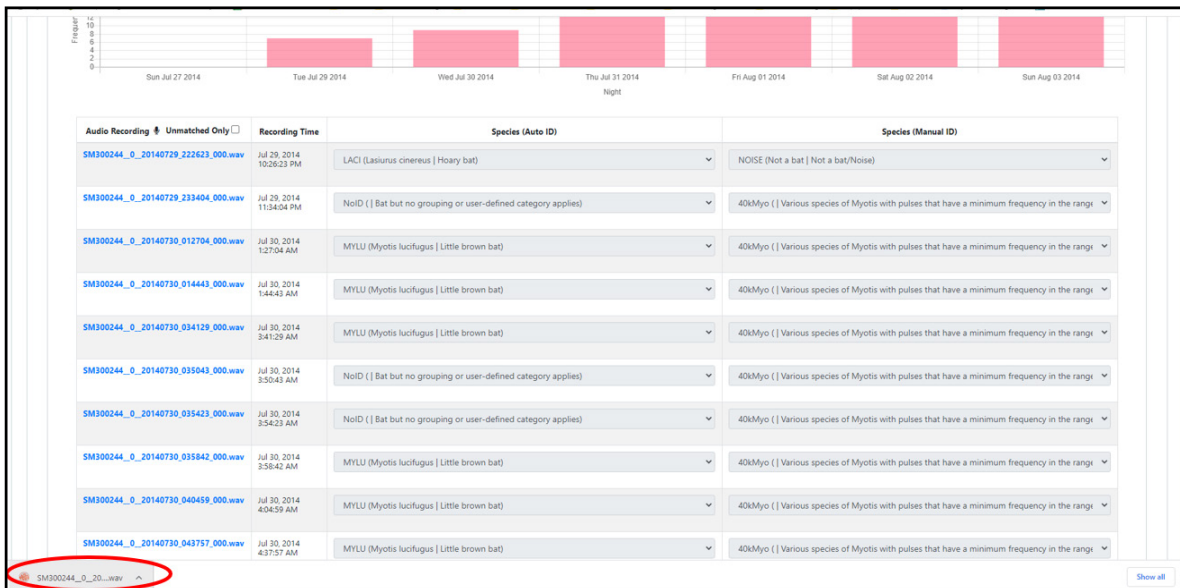 Frequen
12
10
8
6
4
2
0
Sun Jul 27 2014 Tue Jul 29 2014 Wed Jul 30 2014 Thu Jul 31 2014 Fri Aug 01 2014 Sat Aug 02 2014 Sun Aug 03 2014
Night
Audio Recording Unmatched Only Recording Time Species (Auto ID) Species (Manual ID)
SM300244__0__20140729_222623_000.wav Jul 29, 2014 LACI (Lasiurus cinereus | Hoary bat) NOISE (Not a bat | Not a bat/Noise)
10:26:23 PM
SM300244__0__20140729_233404_000.wav Jul 29, 2014 NoID ( | Bat but no grouping or user-defined category applies) 40kMyo ( | Various species of Myotis with pulses that have a minimum frequency in the range
11:34:04 PM
SM300244__0__20140730_012704_000.wav Jul 30, 2014 MYLU (Myotis lucifugus | Little brown bat) 40kMyo ( | Various species of Myotis with pulses that have a minimum frequency in the range
1:27:04 AM
SM300244__0__20140730_014443_000.wav Jul 30, 2014 MYLU (Myotis lucifugus | Little brown bat) 40kMyo ( | Various species of Myotis with pulses that have a minimum frequency in the range
1:44:43 AM
SM300244__0__20140730_034129_000.wav Jul 30, 2014 MYLU (Myotis lucifugus | Little brown bat) 40kMyo ( | Various species of Myotis with pulses that have a minimum frequency in the range
3:41:29 AM
SM300244__0__20140730_035043_000.wav Jul 30, 2014 NoID ( | Bat but no grouping or user-defined category applies) 40kMyo ( | Various species of Myotis with pulses that have a minimum frequency in the range
3:50:43 AM
SM300244__0__20140730_035423_000.wav Jul 30, 2014 NoID ( | Bat but no grouping or user-defined category applies) 40kMyo ( | Various species of Myotis with pulses that have a minimum frequency in the range
3:54:23 AM
SM300244__0__20140730_035842_000.wav Jul 30, 2014 MYLU (Myotis lucifugus | Little brown bat) 40kMyo ( | Various species of Myotis with pulses that have a minimum frequency in the range
3:58:42 AM
SM300244__0__20140730_040459_000.wav Jul 30, 2014 MYLU (Myotis lucifugus | Little brown bat) 40kMyo ( | Various species of Myotis with pulses that have a minimum frequency in the range
4:04:59 AM
SM300244__0__20140730_043757_000.wav Jul 30, 2014 MYLU (Myotis lucifugus | Little brown bat) 40kMyo ( | Various species of Myotis with pulses that have a minimum frequency in the range
4:37:57 AM
SM300244__0__20....wav Show all